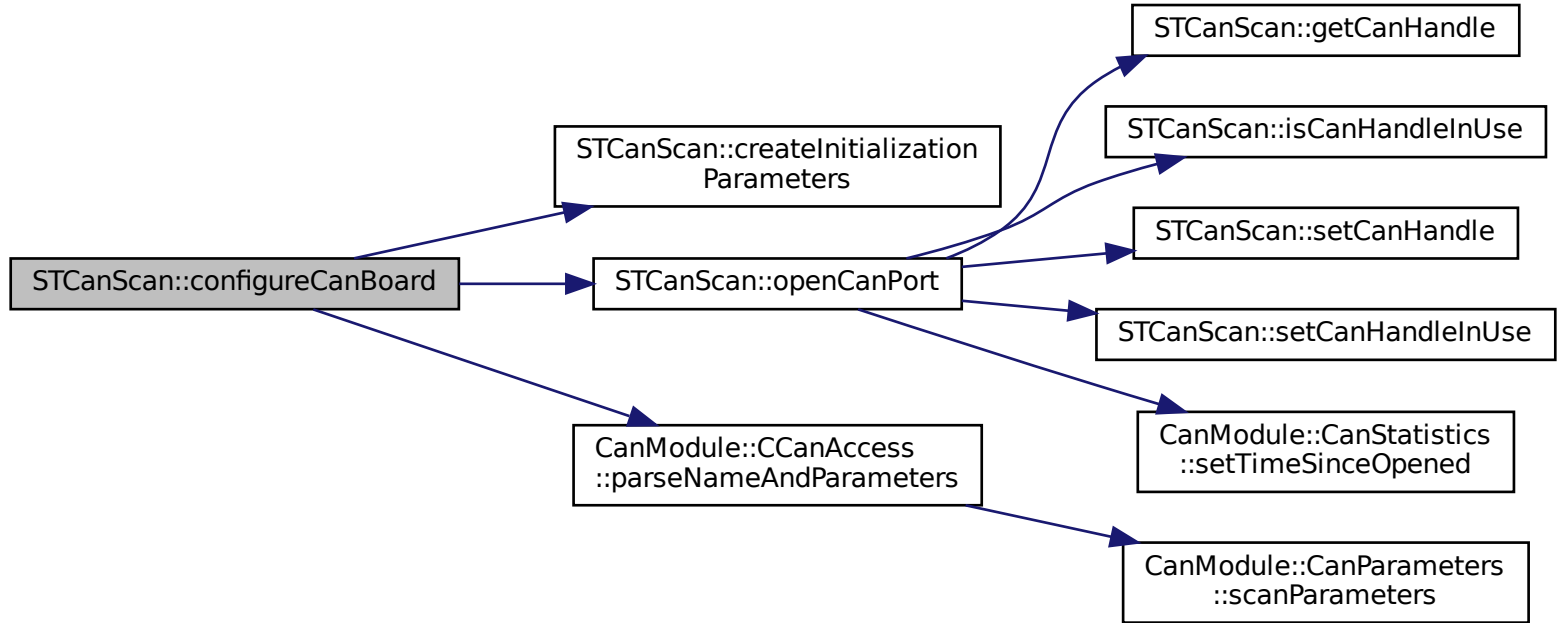 STCanScan::getCanHandle
STCanScan::isCanHandleInUse
STCanScan::createInitialization
Parameters
STCanScan::setCanHandle
STCanScan::configureCanBoard
STCanScan::openCanPort
STCanScan::setCanHandleInUse
CanModule::CCanAccess
::parseNameAndParameters
CanModule::CanStatistics
::setTimeSinceOpened
CanModule::CanParameters
::scanParameters